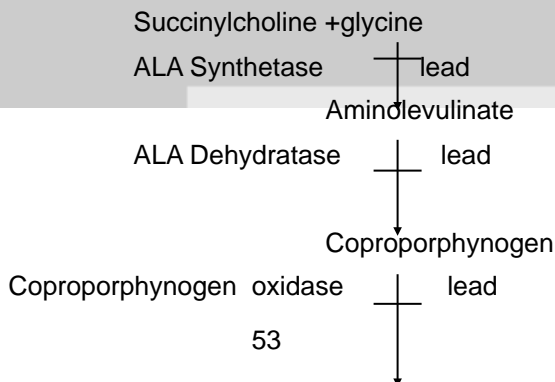 Succinylcholine +glycine
ALA Synthetase lead
Aminolevulinate
ALA Dehydratase lead
Coproporphynogen
Coproporphynogen oxidase lead
53